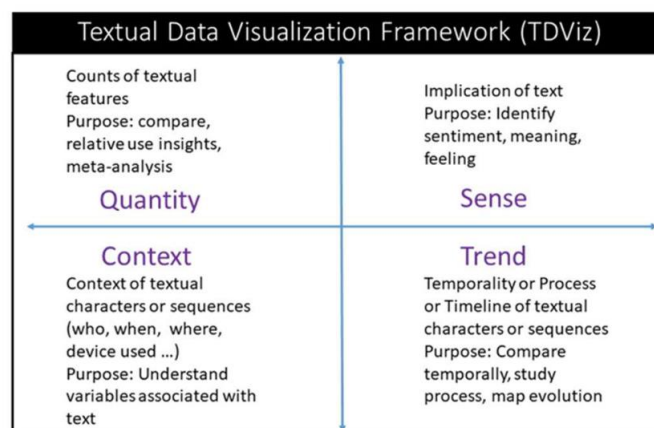 Textual Data Visualization Framework (TDViz)
Counts of textual
features
Purpose: compare,
relative use insights,
meta-analysis
Quantity
Implication of text
Purpose: Identify
sentiment, meaning,
feeling
Sense
Context
Context of textual
characters or sequences
(who, when, where,
device used ...)
Purpose: Understand
variables associated with
text
Trend
Temporality or Process
or Timeline of textual
characters or sequences
Purpose: Compare
temporally, study
process, map evolution